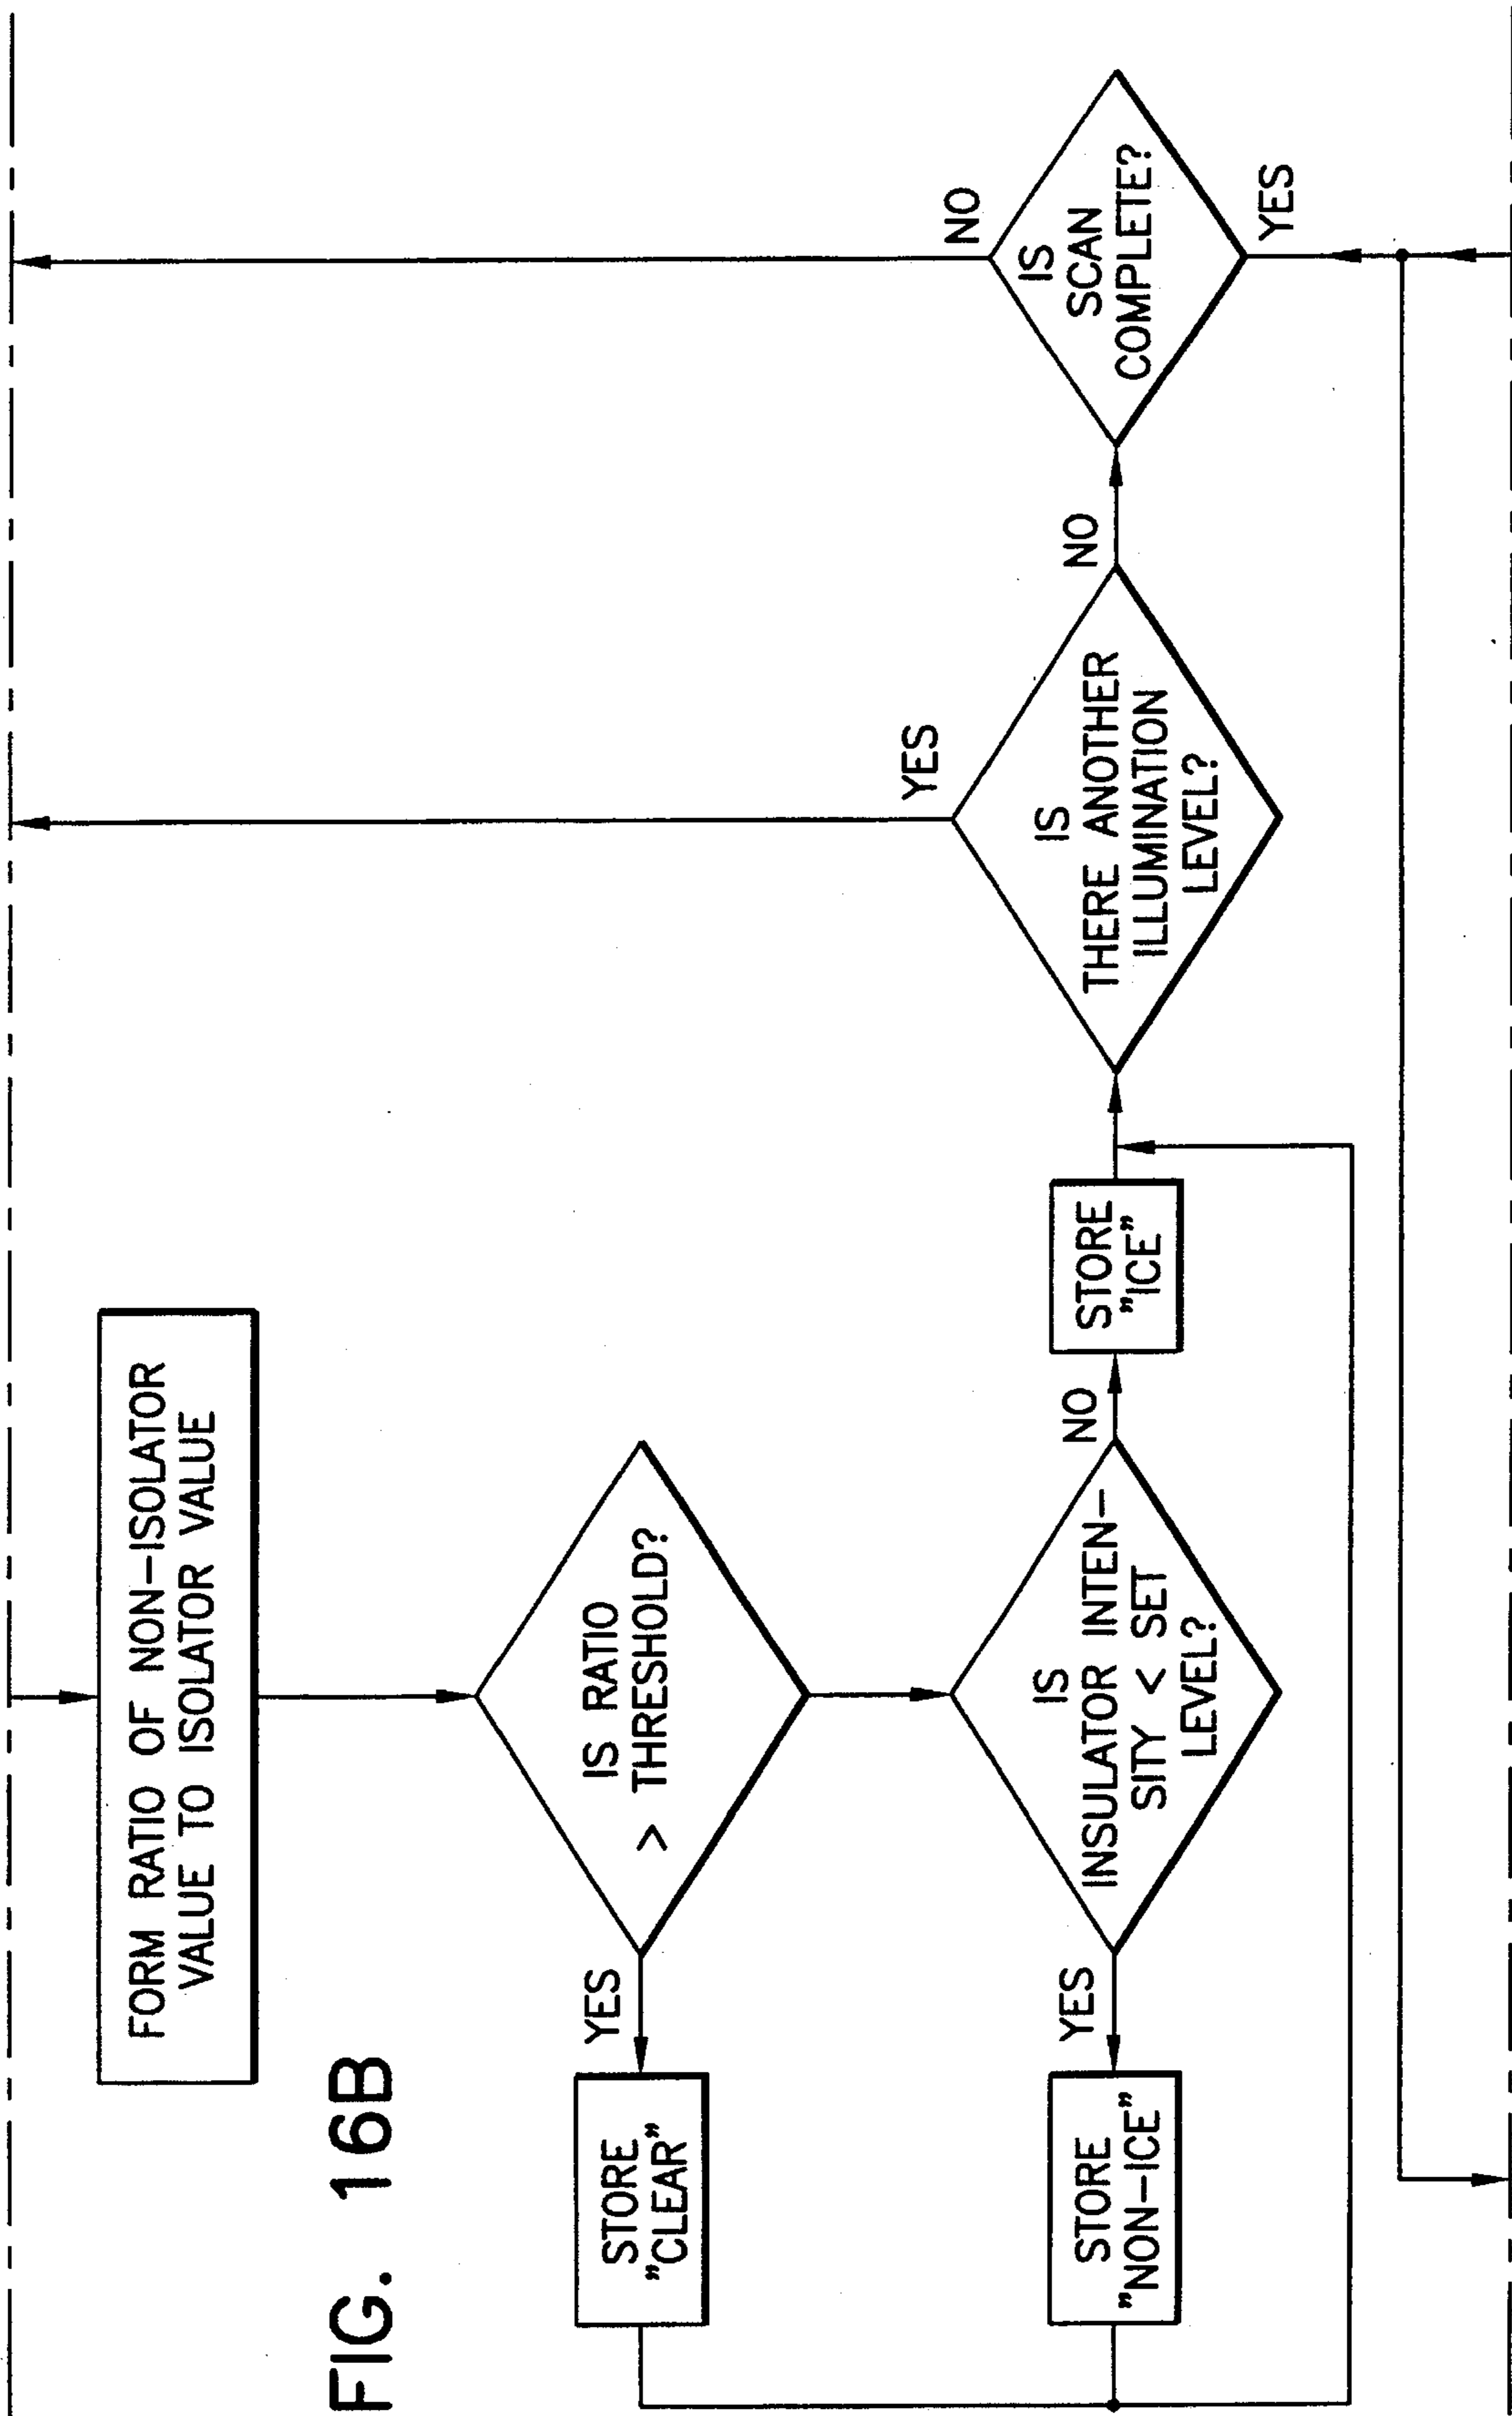 FORM RATIO OF NON-ISOLATOR
VALUE TO ISOLATOR VALUE
FIG. 16B
IS RATIO
> THRESHOLD?
YES
STORE
"CLEAR"
IS
INSULATOR INTEN-
SITY < SET
LEVEL?
YES
STORE
"NON-ICE"
NO
STORE
"ICE"
IS
THERE ANOTHER
ILLUMINATION
LEVEL?
YES
NO
IS
SCAN
COMPLETE?
NO
YES